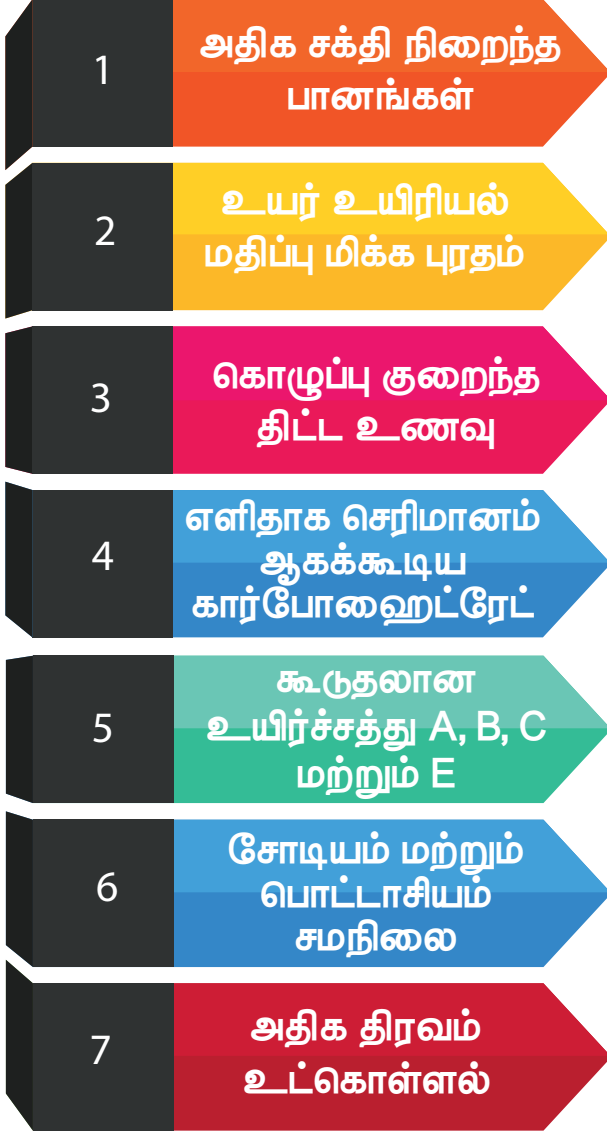 1
அதிக சக்தி நிறைந்த
பானங்கள்
2
உயர் உயிரியல்
மதிப்பு மிக்க புரதம்
3
கொழுப்பு குறைந்த
திட்ட உணவு
4
எளிதாக செரிமானம்
ஆகக்கூடிய
கார்போஹைட்ரேட்
5
கூடுதலான
உயிர்ச்சத்து A, B, C
மற்றும் E
6
சோடியம் மற்றும்
பொட்டாசியம்
சமநிலை
7
அதிக திரவம்
உட்கொள்ளல்